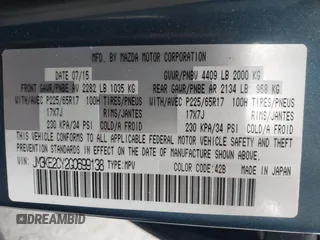 MFD. BY MAZDA MOTOR CORPORATION
DATE 07/15 GVWR/PNBV 4409 LB 2000 KG
FRONT GAWR/PNBE AV 2282 LB 1035 KG REAR GAWR/PNBE AR 2134 LB 968 KG
WITH/AVEC P225/65R17 100H TIRES/PNEUS WITH/AVEC P225/65R17 100H TIRES/PNEUS
17X7J RIMS/JANTES 17X7J RIMS/JANTES
230 KPA/34 PSI COLD/A FROID 230 KPA/34 PSI COLD/A FROID
THIS VEHICLE CONFORMS TO ALL APPLICABLE FEDERAL MOTOR VEHICLE
SAFETY, BUMPER, AND THEFT PREVENTION STANDARDS IN EFFECT ON
THE DATE OF MANUFACTURE SHOWN ABOVE.
JM3KE2CY2G0699138 TYPE:MPV COLOR CODE:42B MADE IN JAPAN